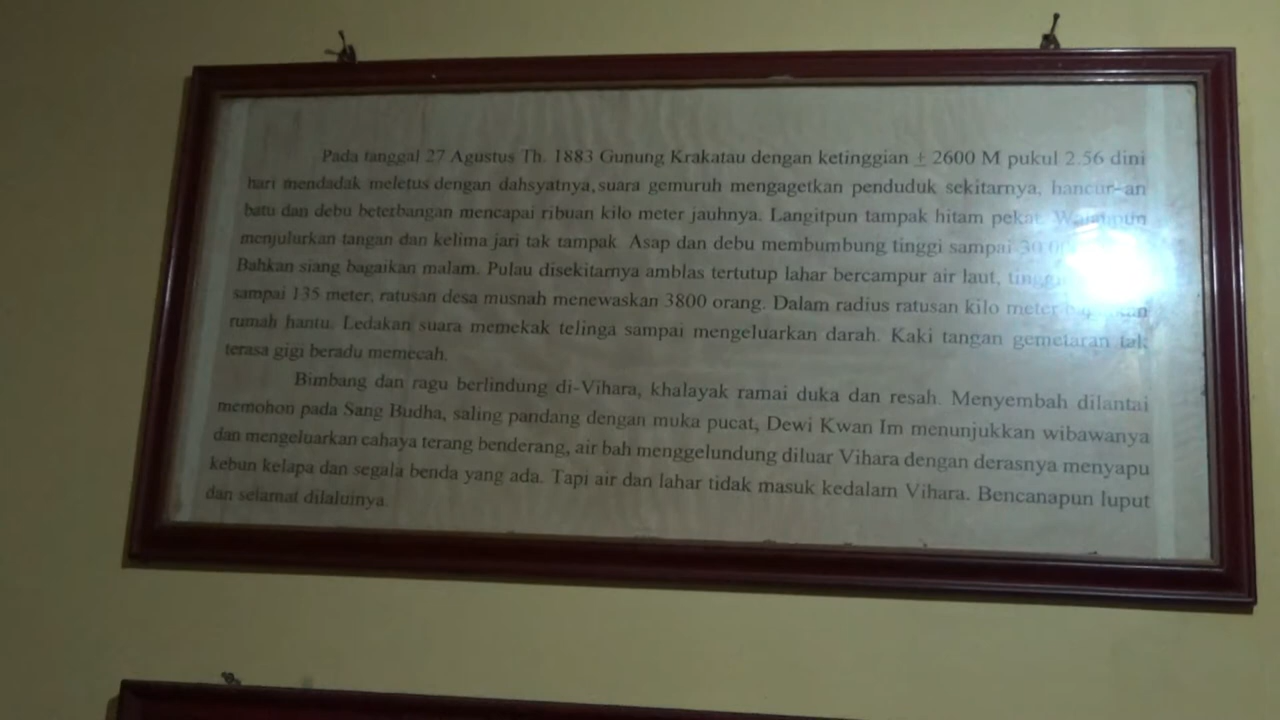 Pada tanggal 27 Agustus Th. 1883 Gunung Krakatau dengan ketinggian ± 2600 M pukul 2.56 dini
hari mendadak meletus dengan dahsyatnya, suara gemuruh mengagetkan penduduk sekitarnya, hancur-an
batu dan debu beterbangan mencapai ribuan kilo meter jauhnya. Langitpun tampak hitam pekat. Walaupun
menjulurkan tangan dan kelima jari tak tampak. Asap dan debu membumbung tinggi sampai
Bahkan siang bagaikan malam. Pulau disekitarnya amblas tertutup lahar bercampur air laut,
sampai 135 meter, ratusan desa musnah menewaskan 3800 orang. Dalam radius ratusan kilo meter
rumah hantu. Ledakan suara memekak telinga sampai mengeluarkan darah. Kaki tangan gemetaran tak
terasa gigi beradu memecah.
Bimbang dan ragu berlindung di-Vihara, khalayak ramai duka dan resah. Menyembah dilantai
memohon pada Sang Budha, saling pandang dengan muka pucat, Dewi Kwan Im menunjukkan wibawanya
dan mengeluarkan cahaya terang benderang, air bah menggelundung diluar Vihara dengan derasnya menyapu
kebun kelapa dan segala benda yang ada. Tapi air dan lahar tidak masuk kedalam Vihara. Bencanapun luput
dan selamat dilaluinya.